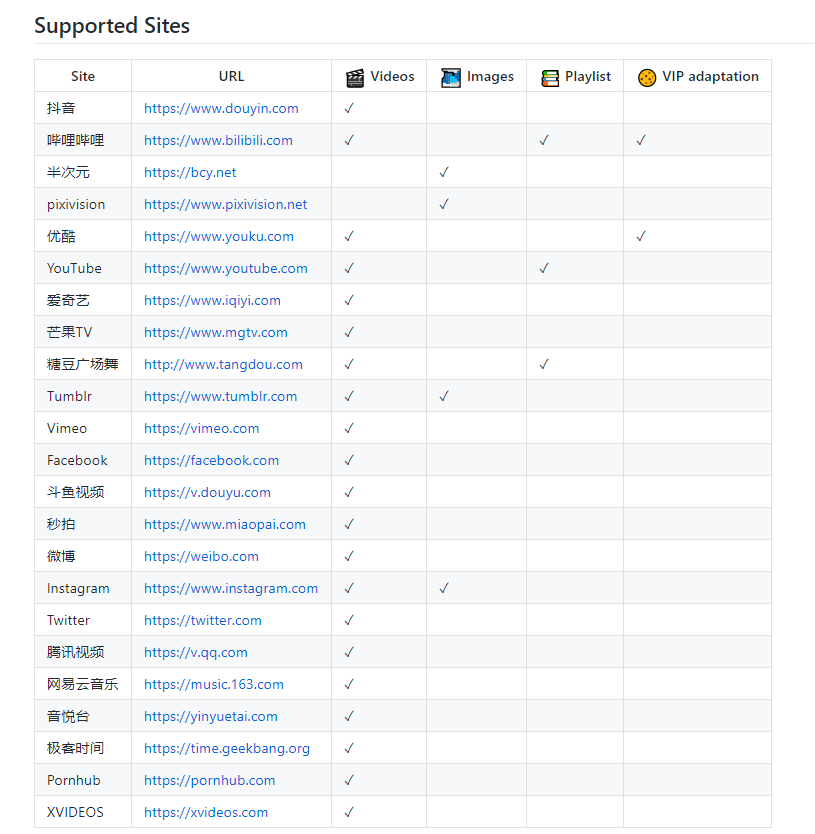 Supported Sites
Site URL Videos Images Playlist VIP adaptation
抖音 https://www.douyin.com ✓
哔哩哔哩 https://www.bilibili.com ✓ ✓ ✓
半次元 https://bcy.net ✓
pixivision https://www.pixivision.net ✓
优酷 https://www.youku.com ✓ ✓
YouTube https://www.youtube.com ✓ ✓
爱奇艺 https://www.iqiyi.com ✓
芒果TV https://www.mgtv.com ✓
糖豆广场舞 http://www.tangdou.com ✓ ✓
Tumblr https://www.tumblr.com ✓ ✓
Vimeo https://vimeo.com ✓
Facebook https://facebook.com ✓
斗鱼视频 https://v.douyu.com ✓
秒拍 https://www.miaopai.com ✓
微博 https://weibo.com ✓
Instagram https://www.instagram.com ✓ ✓
Twitter https://twitter.com ✓
腾讯视频 https://v.qq.com ✓
网易云音乐 https://music.163.com ✓
音悦台 https://yinyuetai.com ✓
极客时间 https://time.geekbang.org ✓
Pornhub https://pornhub.com ✓
XVIDEOS https://xvideos.com ✓